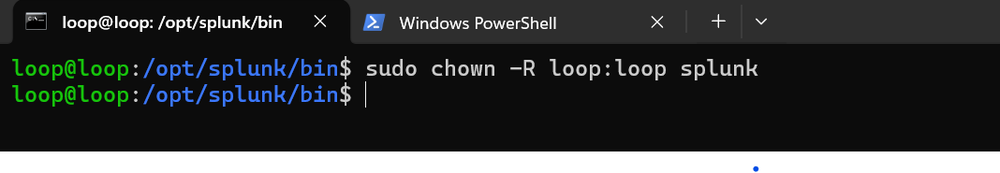 loop@loop: /opt/splunk/bin
Windows PowerShell
loop@loop:/opt/splunk/bin$ sudo chown -R loop:loop splunk
loop@loop:/opt/splunk/bin$